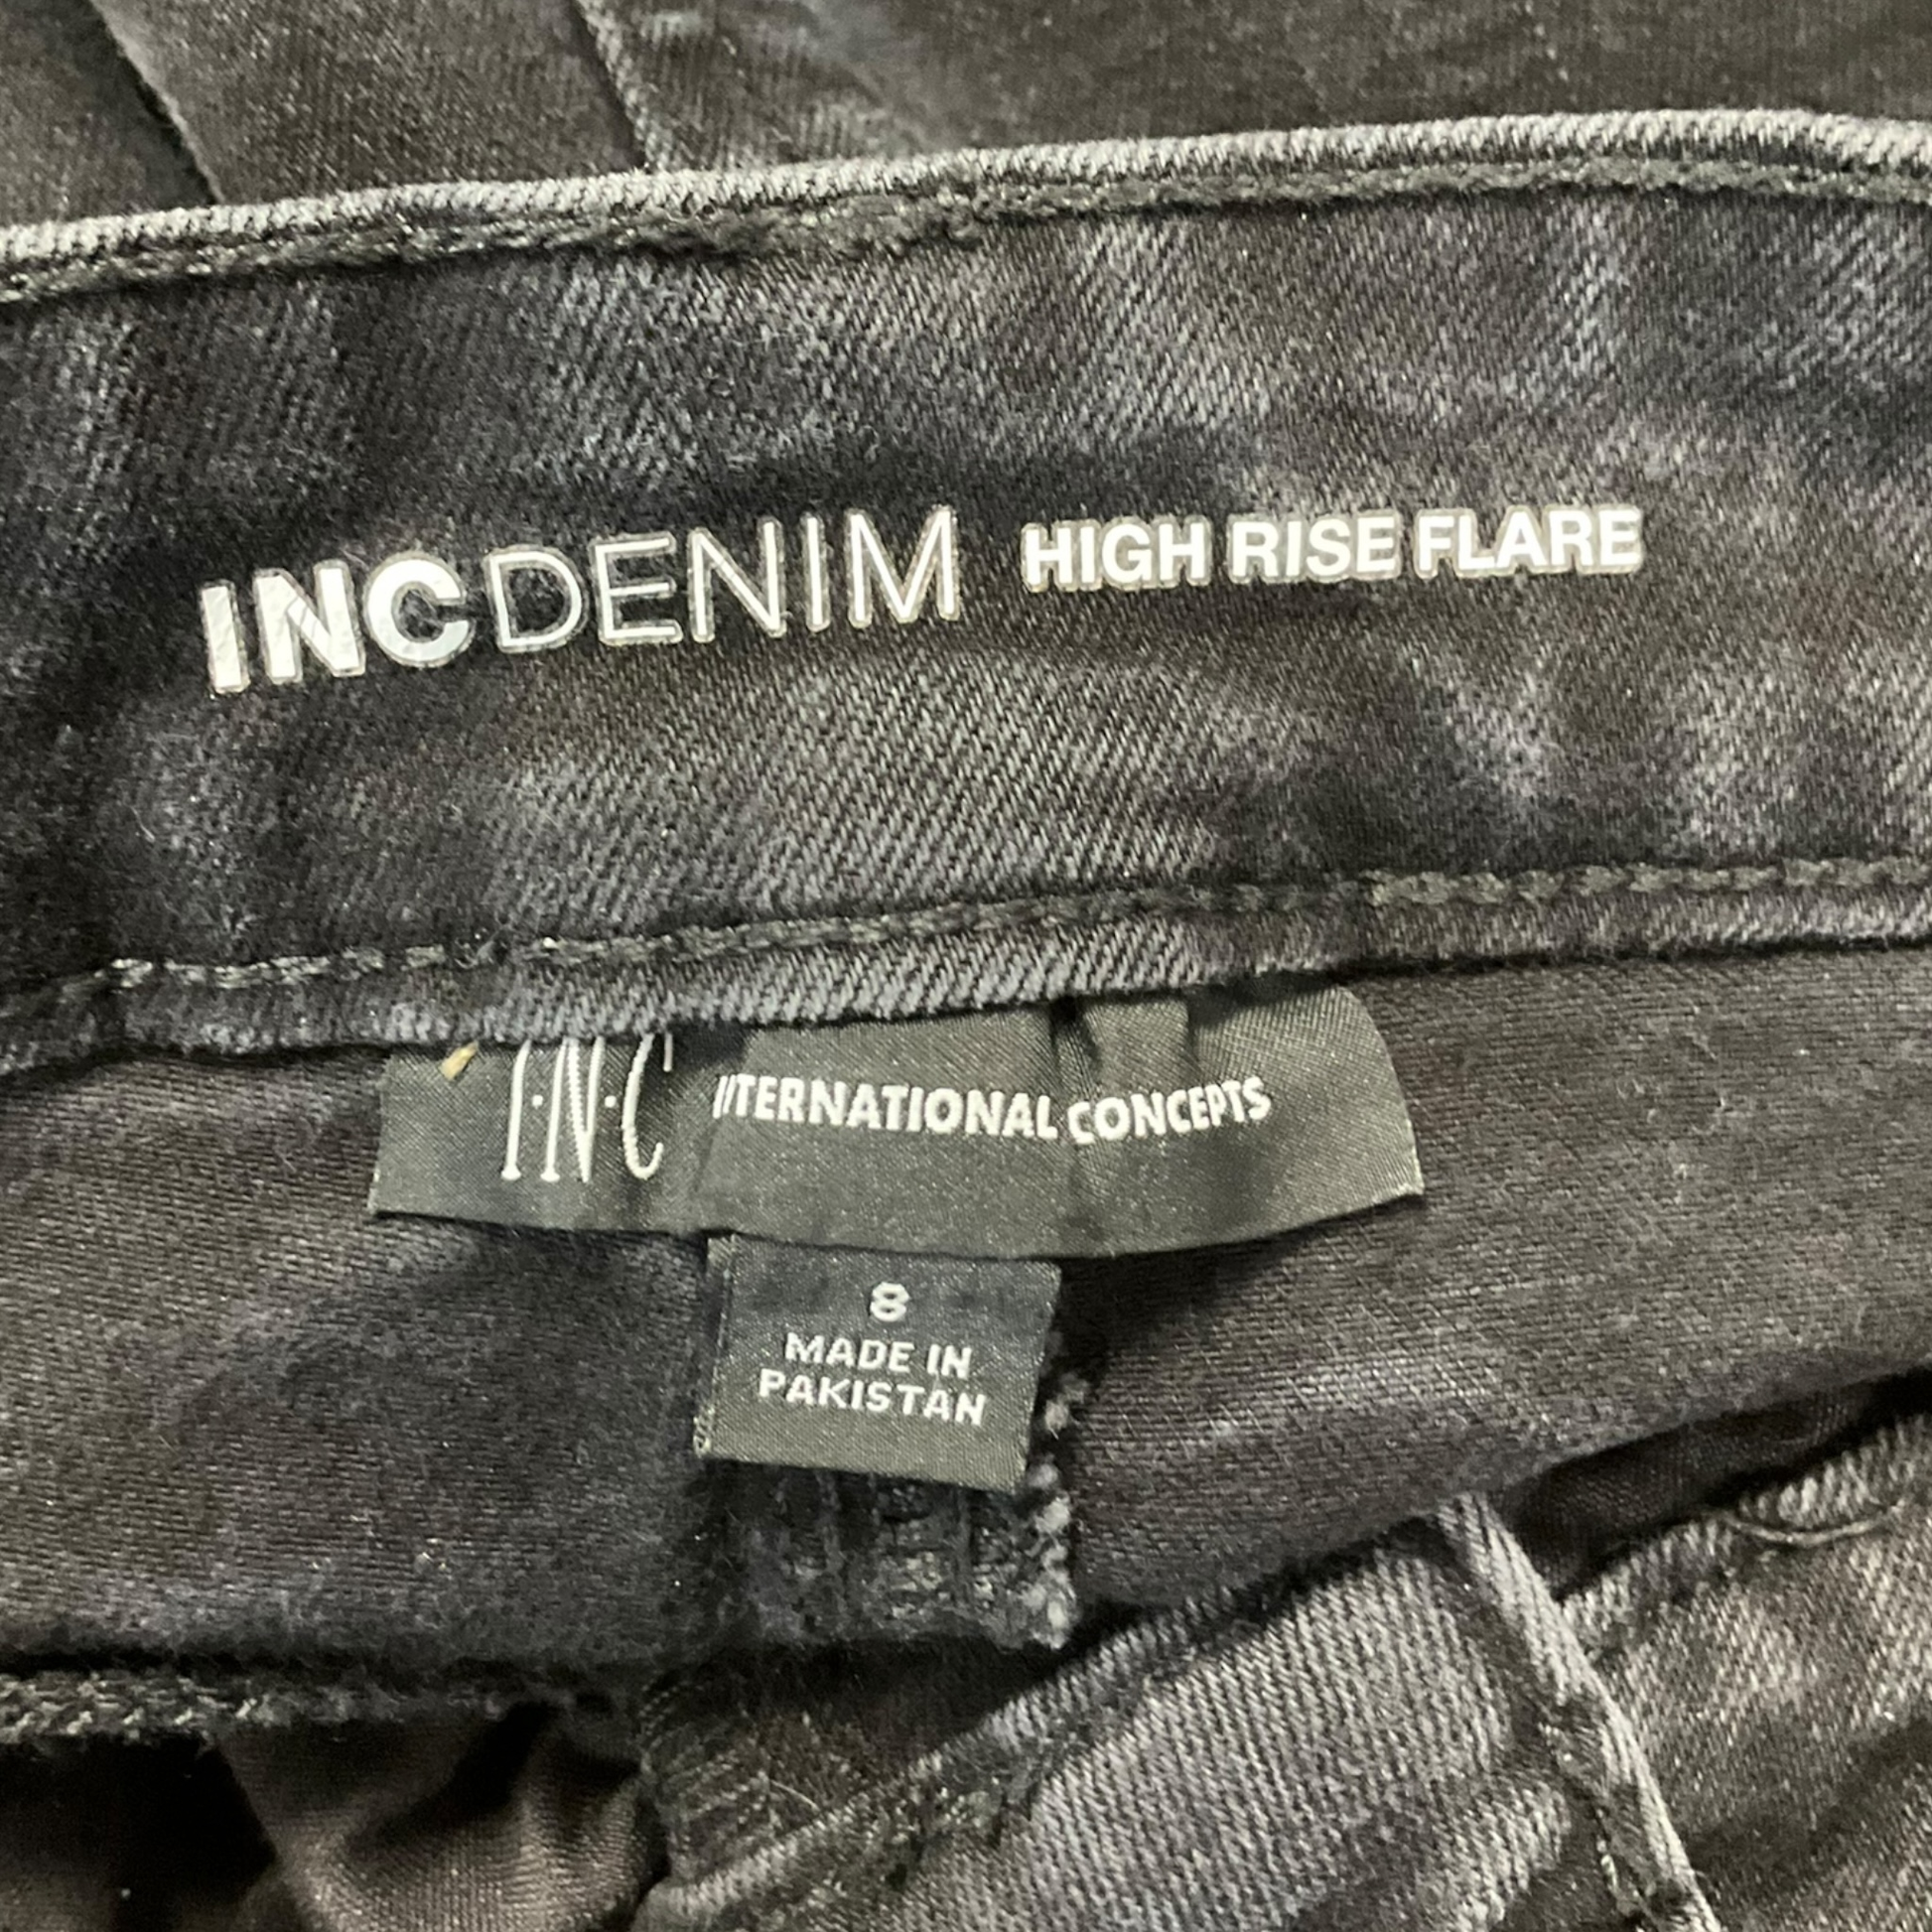 INCDENIM HIGH RISE FLARE
I·N·C INTERNATIONAL CONCEPTS
8
MADE IN
PAKISTAN